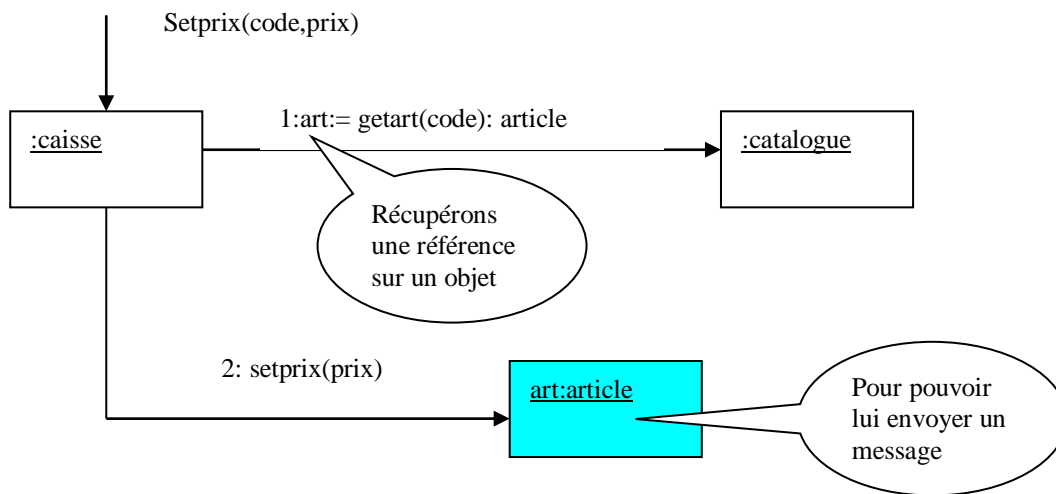 Setprix(code,prix)
:caisse
1:art:= getart(code): article
:catalogue
Récupérons
une référence
sur un objet
2: setprix(prix)
art:article
Pour pouvoir
lui envoyer un
message